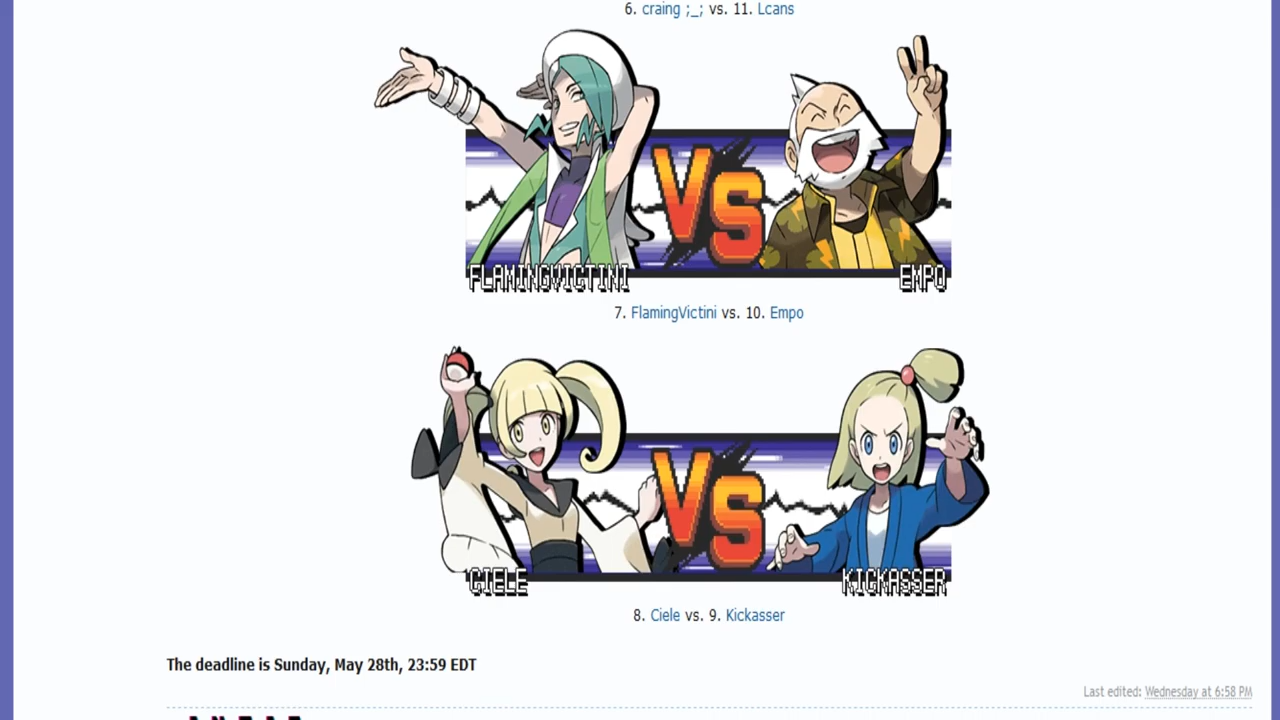 6. craing ;_; vs. 11. Lcans
VS
FLAMINGVICTINI
EMPO
7. FlamingVictini vs. 10. Empo
VS
CIELE
KICKASSER
8. Ciele vs. 9. Kickasser
The deadline is Sunday, May 28th, 23:59 EDT
Last edited: Wednesday at 6:58 PM